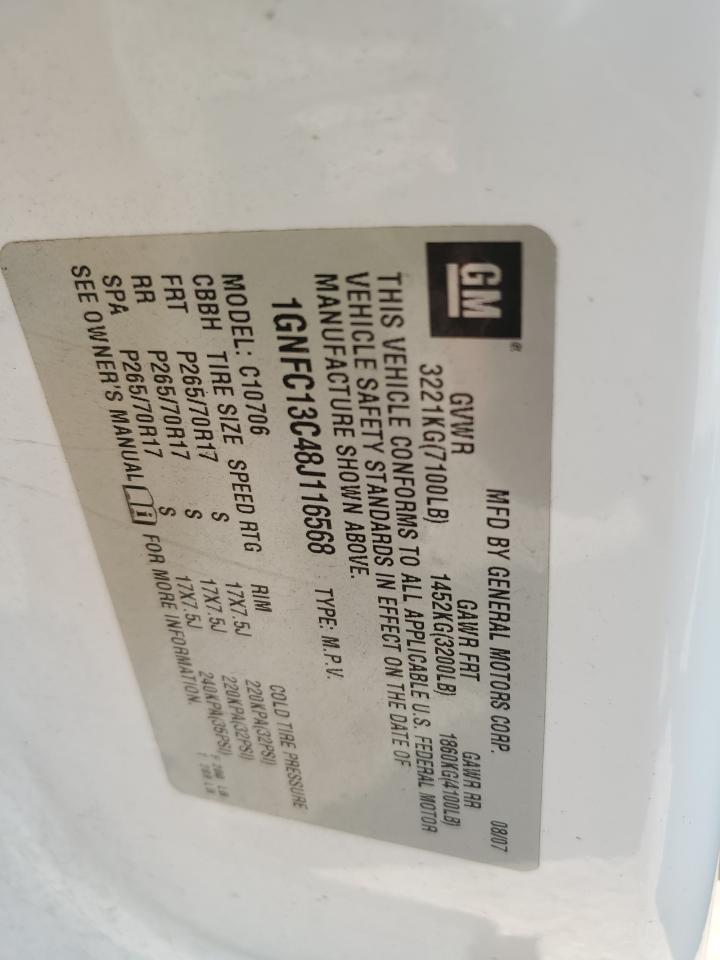 GM®
MFD BY GENERAL MOTORS CORP. 08/07
GVWR GAWR FRT GAWR RR
3221KG(7100LB) 1452KG(3200LB) 1860KG(4100LB)
THIS VEHICLE CONFORMS TO ALL APPLICABLE U.S. FEDERAL MOTOR
VEHICLE SAFETY STANDARDS IN EFFECT ON THE DATE OF
MANUFACTURE SHOWN ABOVE.
1GNFC13C48J116568 TYPE: M.P.V.
MODEL: C10706
CBBH TIRE SIZE SPEED RTG RIM COLD TIRE PRESSURE
FRT P265/70R17 S 17X7.5J 220KPA(32PSI)
RR P265/70R17 S 17X7.5J 220KPA(32PSI)
SPA P265/70R17 S 17X7.5J 240KPA(35PSI)
SEE OWNER'S MANUAL i FOR MORE INFORMATION.